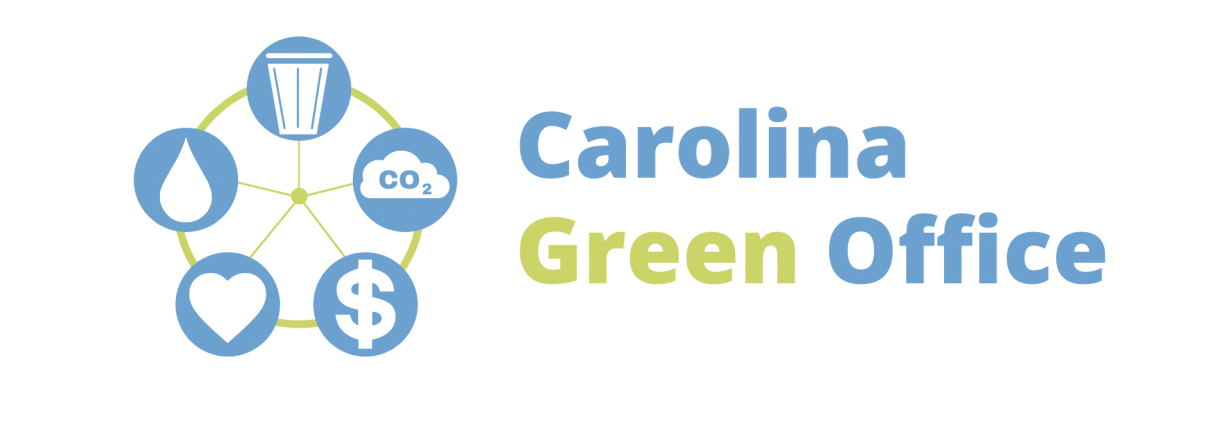 CO₂
$
Carolina
Green Office